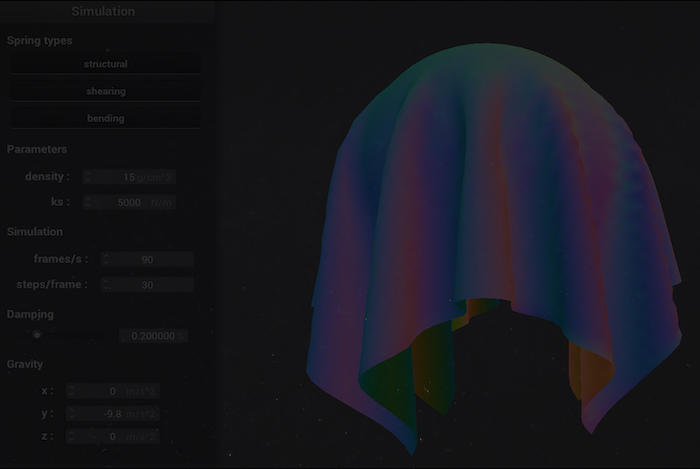 Simulation
Spring types
structural
shearing
bending
Parameters
density : 15 g/cm^2
ks : 5000 N/m
Simulation
frames/s : 90
steps/frame : 30
Damping
0.200000 %
Gravity
x : 0 m/s^2
y : -9.8 m/s^2
z : 0 m/s^2